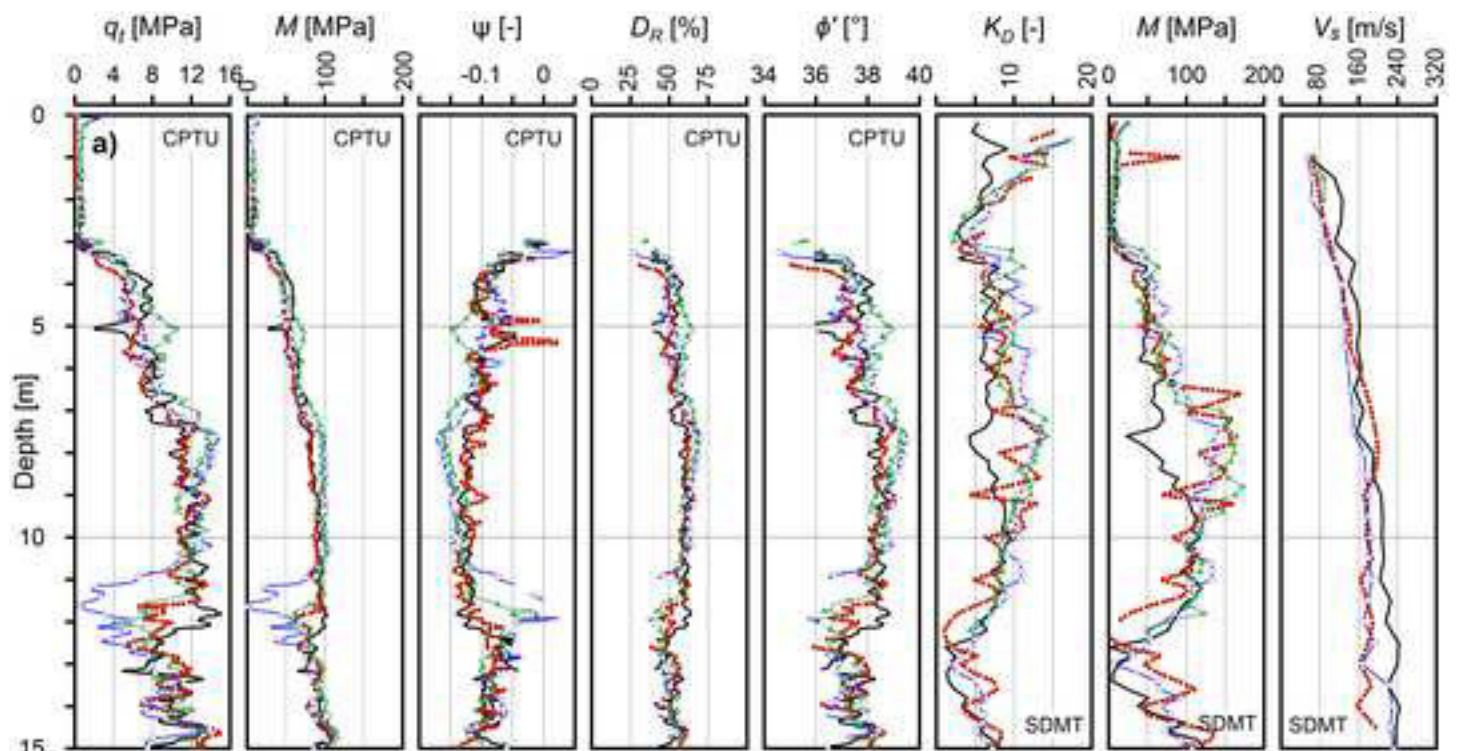 qt [MPa] M [MPa] Ψ [-] DR [%] ϕ' [°] KD [-] M [MPa] Vs [m/s]
0 4 8 12 16 0 100 200 -0.1 0 0 25 50 75 34 36 38 40 10 20 0 100 200 80 160 240 320
0
a) CPTU CPTU CPTU CPTU CPTU
5
Depth [m]
10
SDMT SDMT SDMT
15